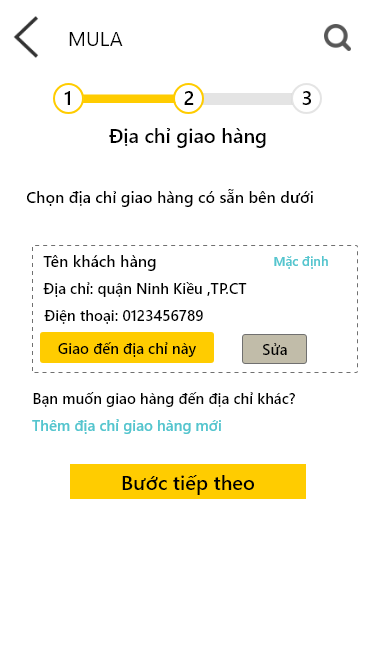 MULA
1 2 3
Địa chỉ giao hàng
Chọn địa chỉ giao hàng có sẵn bên dưới
Tên khách hàng Mặc định
Địa chỉ: quận Ninh Kiều ,TP.CT
Điện thoại: 0123456789
Giao đến địa chỉ này Sửa
Bạn muốn giao hàng đến địa chỉ khác?
Thêm địa chỉ giao hàng mới
Bước tiếp theo